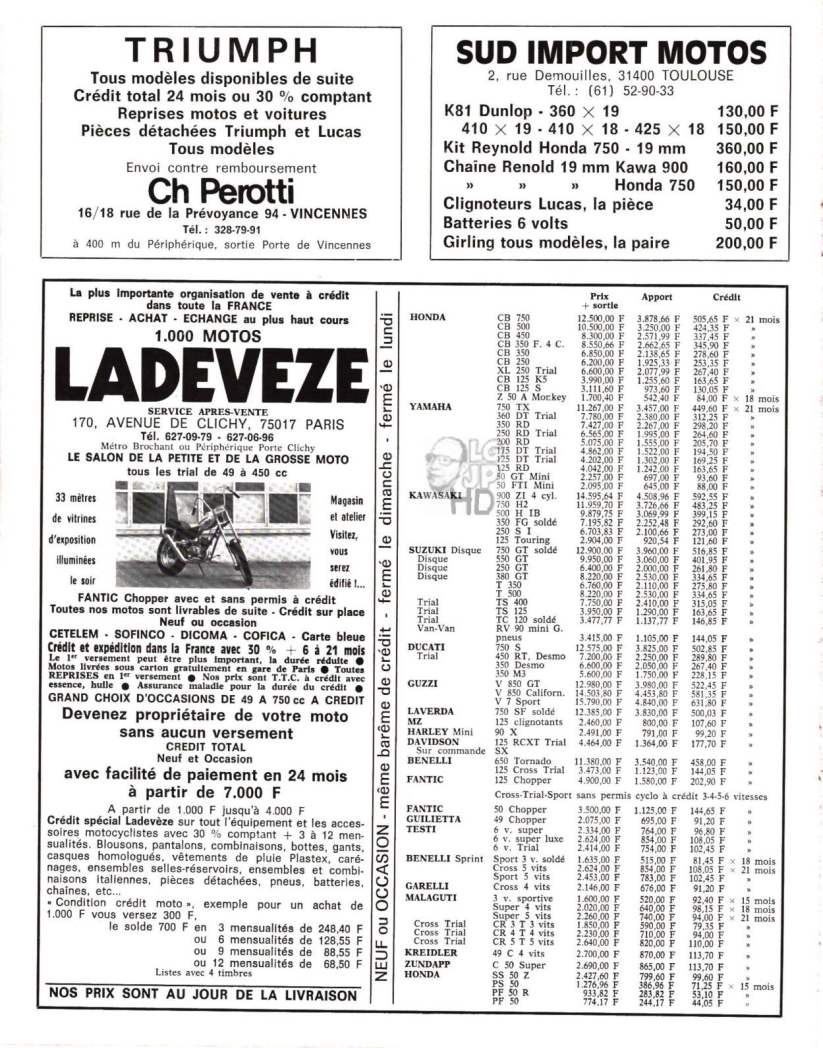 TRIUMPH
Tous modèles disponibles de suite
Crédit total 24 mois ou 30 % comptant
Reprises motos et voitures
Pièces détachées Triumph et Lucas
Tous modèles
Envoi contre remboursement
Ch Perotti
16/18 rue de la Prévoyance 94 - VINCENNES
Tél. : 328-79-91
à 400 m du Périphérique, sortie Porte de Vincennes
SUD IMPORT MOTOS
2, rue Demouilles, 31400 TOULOUSE
Tél. : (61) 52-90-33
K81 Dunlop - 360 × 19 130,00 F
410 × 19 - 410 × 18 - 425 × 18 150,00 F
Kit Reynold Honda 750 - 19 mm 360,00 F
Chaîne Renold 19 mm Kawa 900 160,00 F
» » » Honda 750 150,00 F
Clignoteurs Lucas, la pièce 34,00 F
Batteries 6 volts 50,00 F
Girling tous modèles, la paire 200,00 F
La plus importante organisation de vente à crédit
dans toute la FRANCE
REPRISE - ACHAT - ECHANGE au plus haut cours
1.000 MOTOS
LADEVEZE
SERVICE APRES-VENTE
170, AVENUE DE CLICHY, 75017 PARIS
Tél. 627-09-79 - 627-06-96
Métro Brochant ou Périphérique Porte Clichy
LE SALON DE LA PETITE ET DE LA GROSSE MOTO
tous les trial de 49 à 450 cc
33 mètres
de vitrines
d'exposition
illuminées
le soir
Magasin
et atelier
Visitez,
vous
serez
édifié !...
FANTIC Chopper avec et sans permis à crédit
Toutes nos motos sont livrables de suite - Crédit sur place
Neuf ou occasion
CETELEM - SOFINCO - DICOMA - COFICA - Carte bleue
Crédit et expédition dans la France avec 30 % + 6 à 21 mois
Le 1er versement peut être plus important, la durée réduite ●
Motos livrées sous carton gratuitement en gare de Paris ● Toutes
REPRISES en 1er versement ● Nos prix sont T.T.C. à crédit avec
essence, huile ● Assurance maladie pour la durée du crédit ●
GRAND CHOIX D'OCCASIONS DE 49 A 750 cc A CREDIT
Devenez propriétaire de votre moto
sans aucun versement
CREDIT TOTAL
Neuf et Occasion
avec facilité de paiement en 24 mois
à partir de 7.000 F
A partir de 1.000 F jusqu'à 4.000 F
Crédit spécial Ladevèze sur tout l'équipement et les acces-
soires motocyclistes avec 30 % comptant + 3 à 12 men-
sualités. Blousons, pantalons, combinaisons, bottes, gants,
casques homologués, vêtements de pluie Plastex, caré-
nages, ensembles selles-réservoirs, ensembles et combi-
naisons italiennes, pièces détachées, pneus, batteries,
chaînes, etc...
« Condition crédit moto », exemple pour un achat de
1.000 F vous versez 300 F,
le solde 700 F en 3 mensualités de 248,40 F
ou 6 mensualités de 128,55 F
ou 9 mensualités de 88,55 F
ou 12 mensualités de 68,50 F
Listes avec 4 timbres
NOS PRIX SONT AU JOUR DE LA LIVRAISON
NEUF ou OCCASION - même barême de crédit - fermé le dimanche - fermé le lundi
Prix + sortie Apport Crédit
HONDA CB 750 12.500,00 F 3.878,66 F 505,65 F × 21 mois
CB 500 10.500,00 F 3.250,00 F 424,35 F »
CB 450 8.300,00 F 2.571,99 F 337,45 F »
CB 350 F. 4 C. 8.550,66 F 2.662,65 F 345,90 F »
CB 350 6.850,00 F 2.138,65 F 278,60 F »
CB 250 6.200,00 F 1.925,33 F 253,35 F »
XL 250 Trial 6.600,00 F 2.077,99 F 267,40 F »
CB 125 K5 3.990,00 F 1.255,60 F 163,65 F »
CB 125 S 3.111,60 F 973,60 F 130,05 F »
Z 50 A Monkey 1.700,40 F 542,40 F 84,00 F × 18 mois
YAMAHA 750 TX 11.267,00 F 3.457,00 F 449,60 F × 21 mois
360 DT Trial 7.780,00 F 2.380,00 F 312,25 F »
350 RD 7.427,00 F 2.267,00 F 298,20 F »
250 RD Trial 6.565,00 F 1.995,00 F 264,60 F »
200 RD 5.075,00 F 1.555,00 F 205,70 F »
175 DT Trial 4.862,00 F 1.522,00 F 194,50 F »
125 DT Trial 4.202,00 F 1.302,00 F 169,25 F »
125 RD 4.042,00 F 1.242,00 F 163,65 F »
50 GT Mini 2.257,00 F 697,00 F 93,60 F »
50 FTI Mini 2.095,00 F 645,00 F 88,00 F »
KAWASAKI 900 ZI 4 cyl. 14.595,64 F 4.508,96 F 592,55 F »
750 H2 11.959,70 F 3.726,66 F 483,25 F »
500 H IB 9.879,75 F 3.069,99 F 399,15 F »
350 FG soldé 7.195,82 F 2.252,48 F 292,60 F »
250 S I 6.703,83 F 2.100,66 F 273,00 F »
125 Touring 2.904,00 F 920,54 F 121,60 F »
SUZUKI Disque 750 GT soldé 12.900,00 F 3.960,00 F 516,85 F »
Disque 550 GT 9.950,00 F 3.060,00 F 401,95 F »
Disque 250 GT 6.400,00 F 2.000,00 F 261,80 F »
Disque 380 GT 8.220,00 F 2.530,00 F 334,65 F »
T 350 6.760,00 F 2.110,00 F 275,80 F »
T 500 8.220,00 F 2.530,00 F 334,65 F »
Trial TS 400 7.750,00 F 2.410,00 F 315,05 F »
Trial TS 125 3.950,00 F 1.290,00 F 163,65 F »
Trial TC 120 soldé 3.477,77 F 1.137,77 F 146,85 F »
Van-Van RV 90 mini G.
pneus 3.415,00 F 1.105,00 F 144,05 F »
DUCATI 750 S 12.575,00 F 3.825,00 F 502,85 F »
Trial 450 RT, Desmo 7.200,00 F 2.250,00 F 289,80 F »
350 Desmo 6.600,00 F 2.050,00 F 267,40 F »
350 M3 5.600,00 F 1.750,00 F 228,15 F »
GUZZI V 850 GT 12.980,00 F 3.980,00 F 522,45 F »
V 850 Californ. 14.503,80 F 4.453,80 F 581,35 F »
V 7 Sport 15.790,00 F 4.840,00 F 631,80 F »
LAVERDA 750 SF soldé 12.385,00 F 3.830,00 F 500,03 F »
MZ 125 clignotants 2.460,00 F 800,00 F 107,60 F »
HARLEY Mini 90 X 2.491,00 F 791,00 F 99,20 F »
DAVIDSON 125 RCXT Trial 4.464,00 F 1.364,00 F 177,70 F »
Sur commande SX
BENELLI 650 Tornado 11.380,00 F 3.540,00 F 458,00 F »
125 Cross Trial 3.473,00 F 1.123,00 F 144,05 F »
FANTIC 125 Chopper 4.900,00 F 1.580,00 F 202,90 F »
Cross-Trial-Sport sans permis cyclo à crédit 3-4-5-6 vitesses
FANTIC 50 Chopper 3.500,00 F 1.125,00 F 144,65 F »
GUILIETTA 49 Chopper 2.075,00 F 695,00 F 91,20 F »
TESTI 6 v. super 2.334,00 F 764,00 F 96,80 F »
6 v. super luxe 2.624,00 F 854,00 F 108,05 F »
6 v. Trial 2.414,00 F 754,00 F 102,45 F »
BENELLI Sprint Sport 3 v. soldé 1.635,00 F 515,00 F 81,45 F × 18 mois
Cross 5 vits 2.624,00 F 854,00 F 108,05 F × 21 mois
Sport 5 vits 2.453,00 F 783,00 F 102,45 F »
GARELLI Cross 4 vits 2.146,00 F 676,00 F 91,20 F »
MALAGUTI 3 v. sportive 1.600,00 F 520,00 F 92,40 F × 15 mois
Super 4 vits 2.020,00 F 640,00 F 98,15 F × 18 mois
Super 5 vits 2.260,00 F 740,00 F 94,00 F × 21 mois
Cross Trial CR 3 T 3 vits 1.850,00 F 590,00 F 79,35 F »
Cross Trial CR 4 T 4 vits 2.230,00 F 710,00 F 94,00 F »
Cross Trial CR 5 T 5 vits 2.640,00 F 820,00 F 110,00 F »
KREIDLER 49 C 4 vits 2.700,00 F 870,00 F 113,70 F »
ZUNDAPP C 50 Super 2.690,00 F 865,00 F 113,70 F »
HONDA SS 50 Z 2.427,60 F 799,60 F 99,60 F »
PS 50 1.276,96 F 386,96 F 71,25 F × 15 mois
PF 50 R 933,82 F 283,82 F 53,10 F »
PF 50 774,17 F 244,17 F 44,05 F »